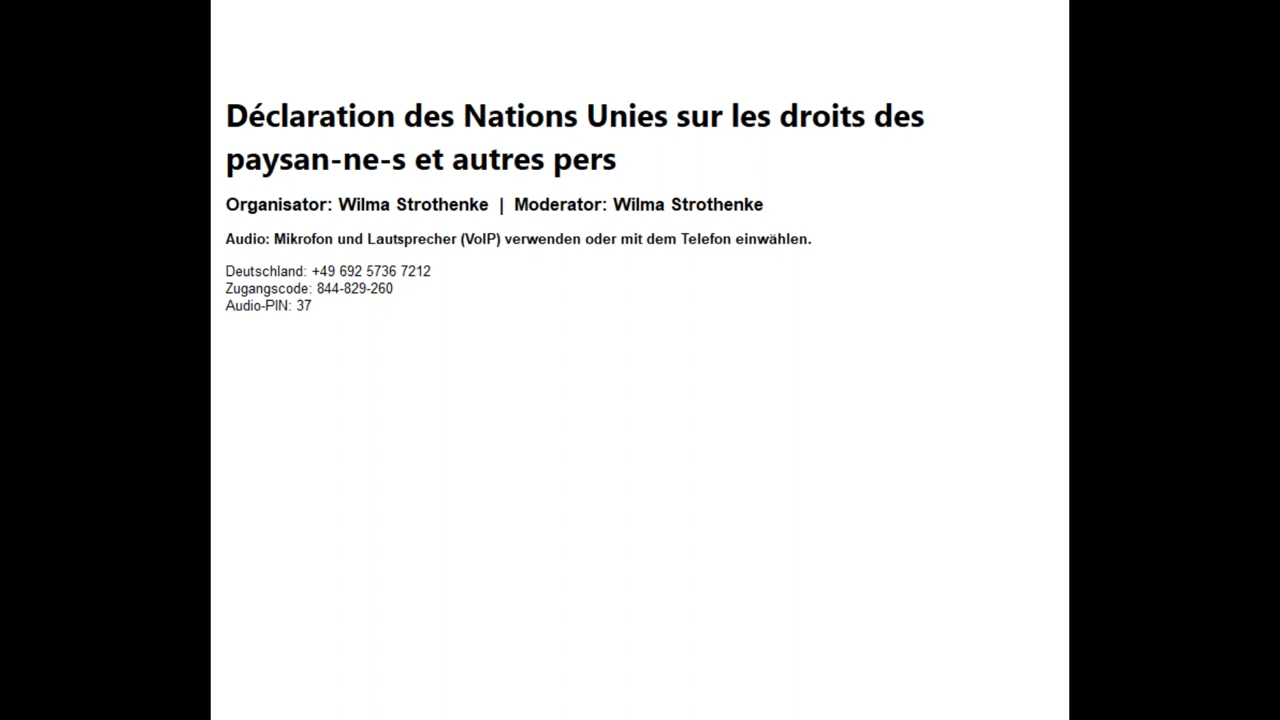 Déclaration des Nations Unies sur les droits des
paysan-ne-s et autres pers
Organisator: Wilma Strothenke | Moderator: Wilma Strothenke
Audio: Mikrofon und Lautsprecher (VoIP) verwenden oder mit dem Telefon einwählen.
Deutschland: +49 692 5736 7212
Zugangscode: 844-829-260
Audio-PIN: 37